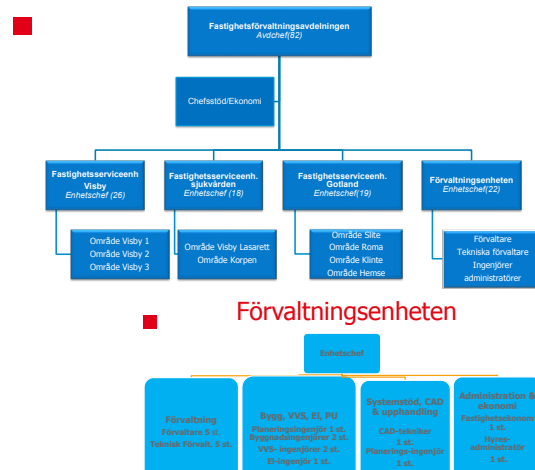 Fastighetsförvaltningsavdelningen
Avdchef(82)
Chefsstöd/Ekonomi
Fastighetsserviceenh
Visby
Enhetschef (26)
Fastighetsserviceenh.
sjukvården
Enhetschef (18)
Fastighetsserviceenh.
Gotland
Enhetschef(19)
Förvaltningsenheten
Enhetschef(22)
Område Visby 1
Område Visby 2
Område Visby 3
Område Visby Lasarett
Område Korpen
Område Slite
Område Roma
Område Klinte
Område Hemse
Förvaltare
Tekniska förvaltare
Ingenjörer
administratörer
Förvaltningsenheten
Enhetschef
Förvaltning
Förvaltare 5 st.
Teknisk Förvalt. 5 st.
Bygg, VVS, El, PU
Planeringsingenjör 1 st.
Byggnadsingenjörer 2 st.
VVS- ingenjörer 2 st.
El-ingenjör 1 st.
Systemstöd, CAD
& upphandling
CAD-tekniker
1 st.
Planerings-ingenjör
1 st.
Administration &
ekonomi
Fastighetsekonom
1 st.
Hyres-
administratör
1 st.